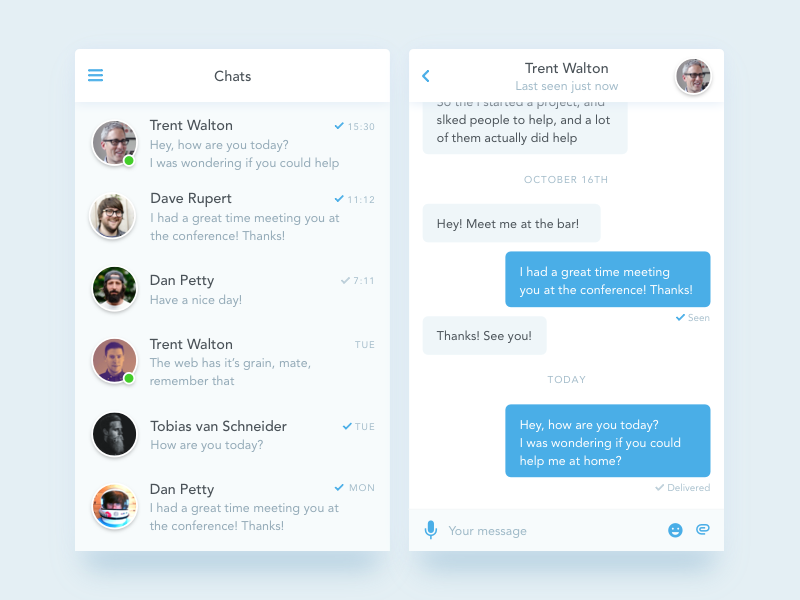 Chats
Trent Walton
15:30
Hey, how are you today?
I was wondering if you could help
Dave Rupert
11:12
I had a great time meeting you at
the conference! Thanks!
Dan Petty
7:11
Have a nice day!
Trent Walton
TUE
The web has it's grain, mate,
remember that
Tobias van Schneider
TUE
How are you today?
Dan Petty
MON
I had a great time meeting you at
the conference! Thanks!
Trent Walton
Last seen just now
So the I started a project, and
slked people to help, and a lot
of them actually did help
OCTOBER 16TH
Hey! Meet me at the bar!
I had a great time meeting
you at the conference! Thanks!
Seen
Thanks! See you!
TODAY
Hey, how are you today?
I was wondering if you could
help me at home?
Delivered
Your message